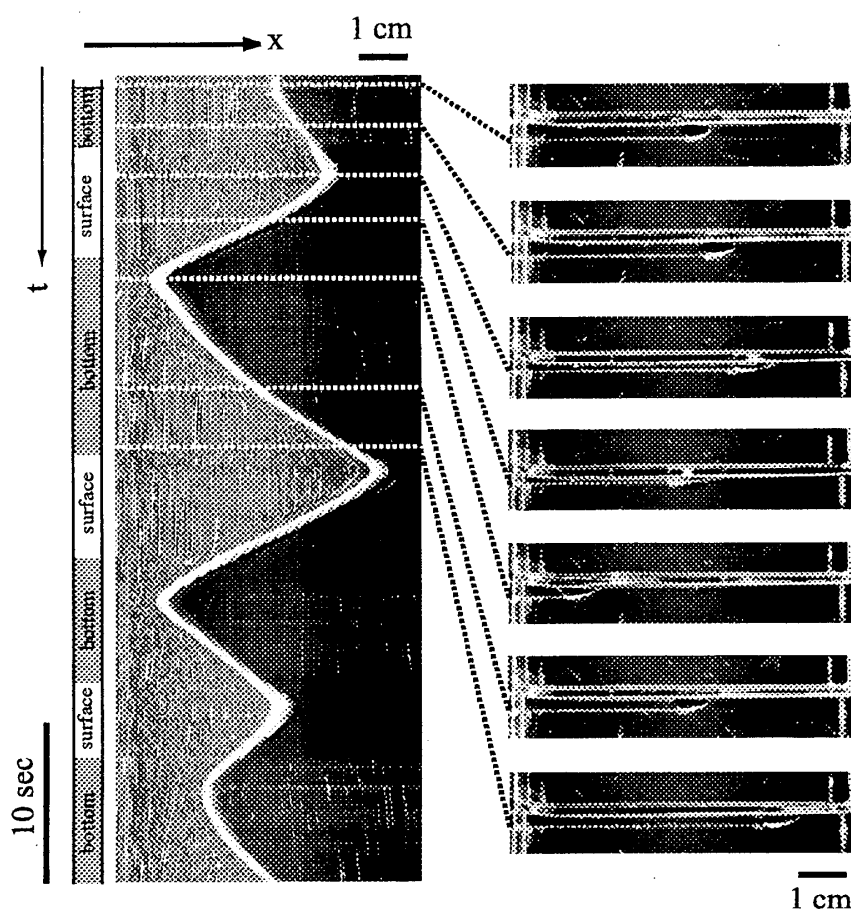 1 cm
x
t
bottom
surface
bottom
surface
bottom
surface
bottom
10 sec
1 cm